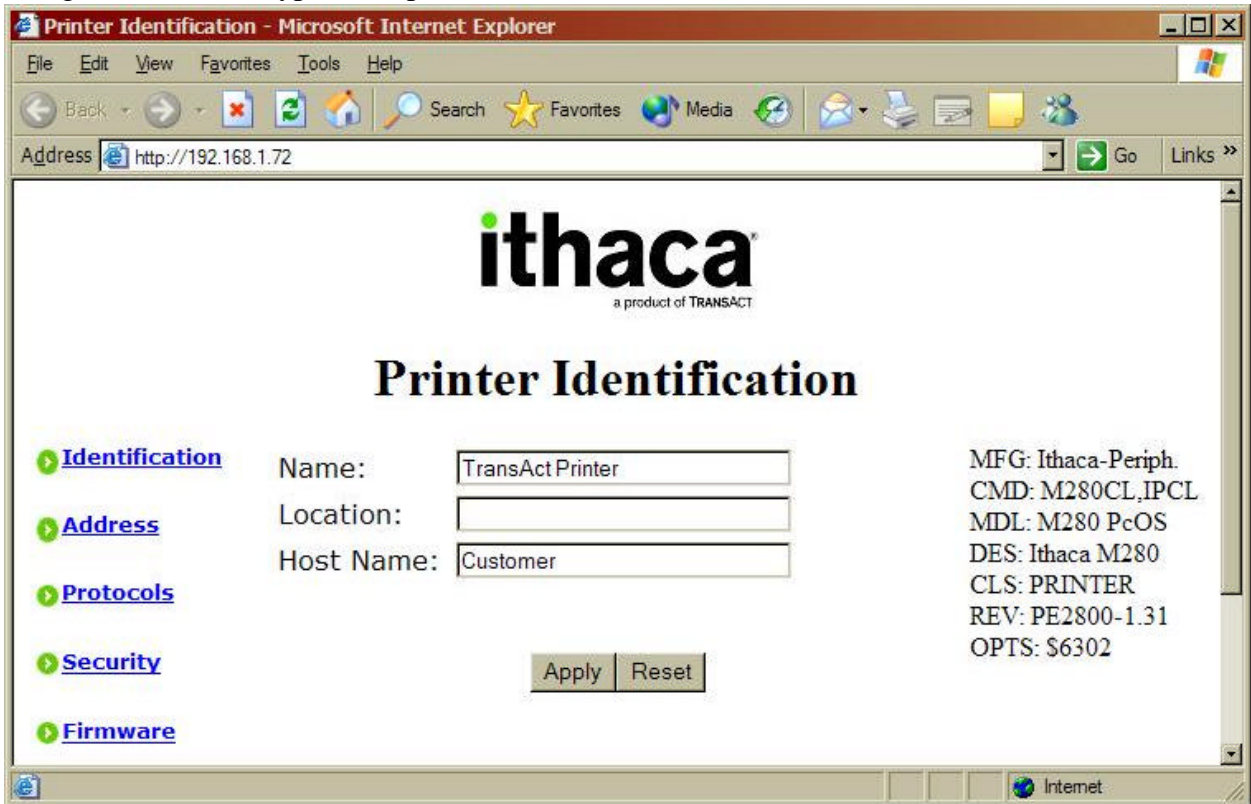 Printer Identification - Microsoft Internet Explorer
File Edit View Favorites Tools Help
Back Search Favorites Media
Address http://192.168.1.72 Go Links »
ithaca®
a product of TRANSACT
Printer Identification
Identification
Address
Protocols
Security
Firmware
Name: TransAct Printer
Location:
Host Name: Customer
Apply Reset
MFG: Ithaca-Periph.
CMD: M280CL,IPCL
MDL: M280 PcOS
DES: Ithaca M280
CLS: PRINTER
REV: PE2800-1.31
OPTS: $6302
Internet